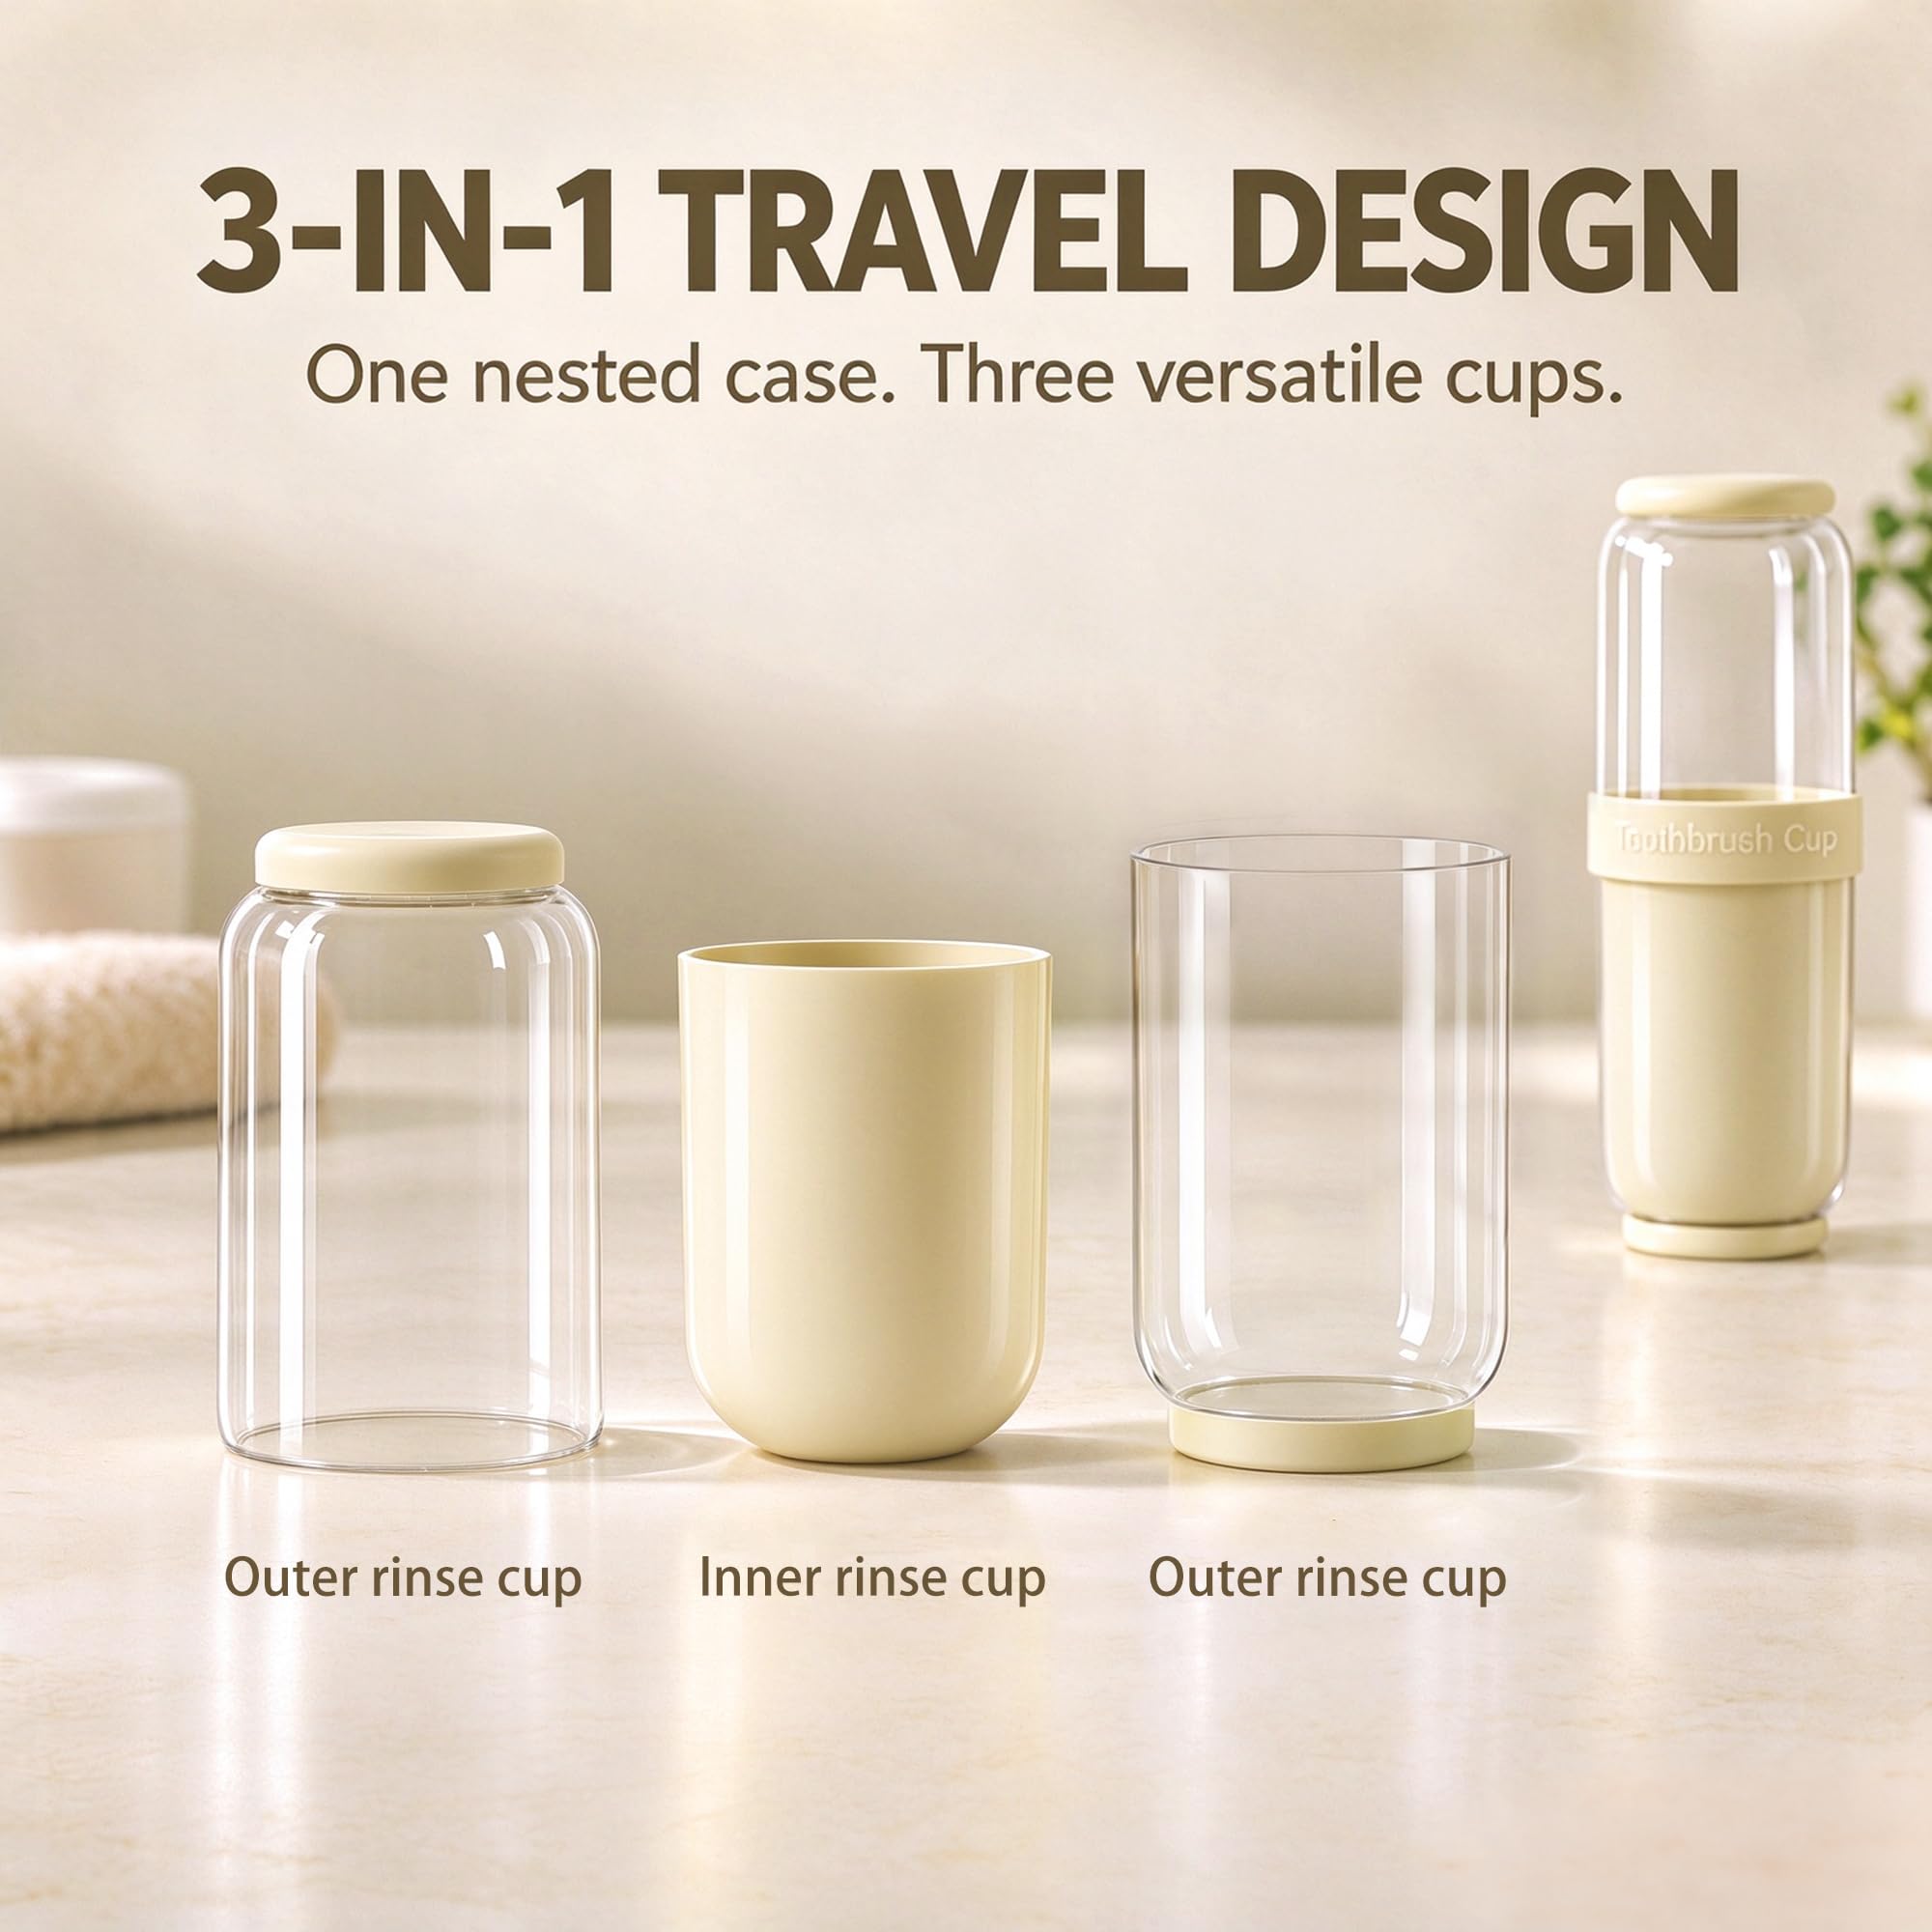 3-IN-1 TRAVEL DESIGN
One nested case. Three versatile cups.
Toothbrush Cup
Outer rinse cup
Inner rinse cup
Outer rinse cup